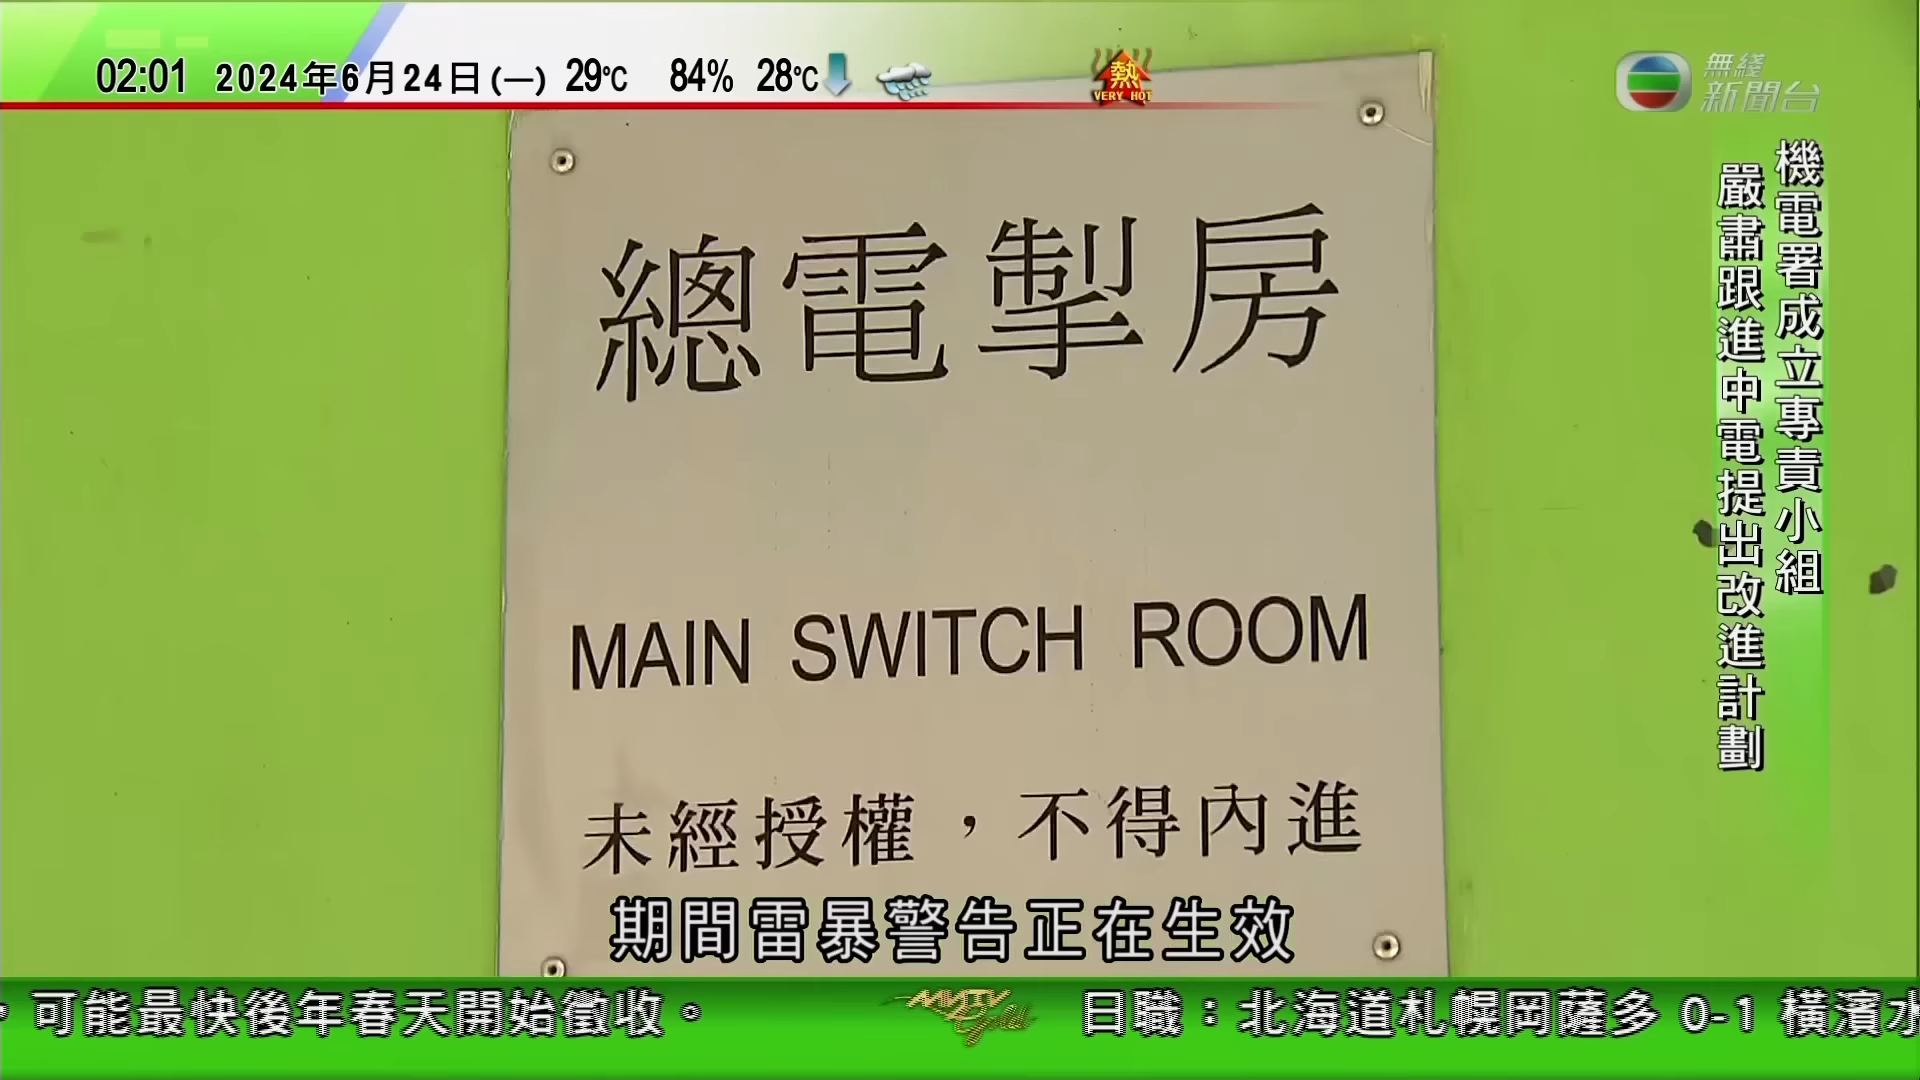 02:01 2024年6月24日(一) 29℃ 84% 28℃
熱
VERY HOT
無綫
新聞台
機電署成立專責小組
嚴肅跟進中電提出改進計劃
總電掣房
MAIN SWITCH ROOM
未經授權，不得內進
期間雷暴警告正在生效
可能最快後年春天開始徵收。 日職：北海道札幌岡薩多 0-1 橫濱水